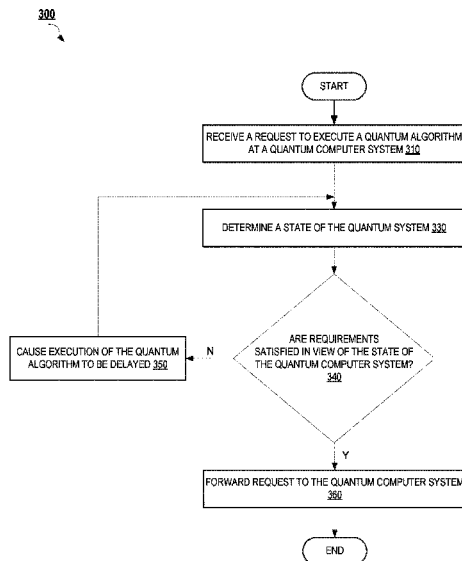 300
START
RECEIVE A REQUEST TO EXECUTE A QUANTUM ALGORITHM
AT A QUANTUM COMPUTER SYSTEM 310
DETERMINE A STATE OF THE QUANTUM SYSTEM 330
ARE REQUIREMENTS
SATISFIED IN VIEW OF THE STATE OF
THE QUANTUM COMPUTER SYSTEM?
340
N
CAUSE EXECUTION OF THE QUANTUM
ALGORITHM TO BE DELAYED 350
Y
FORWARD REQUEST TO THE QUANTUM COMPUTER SYSTEM
360
END